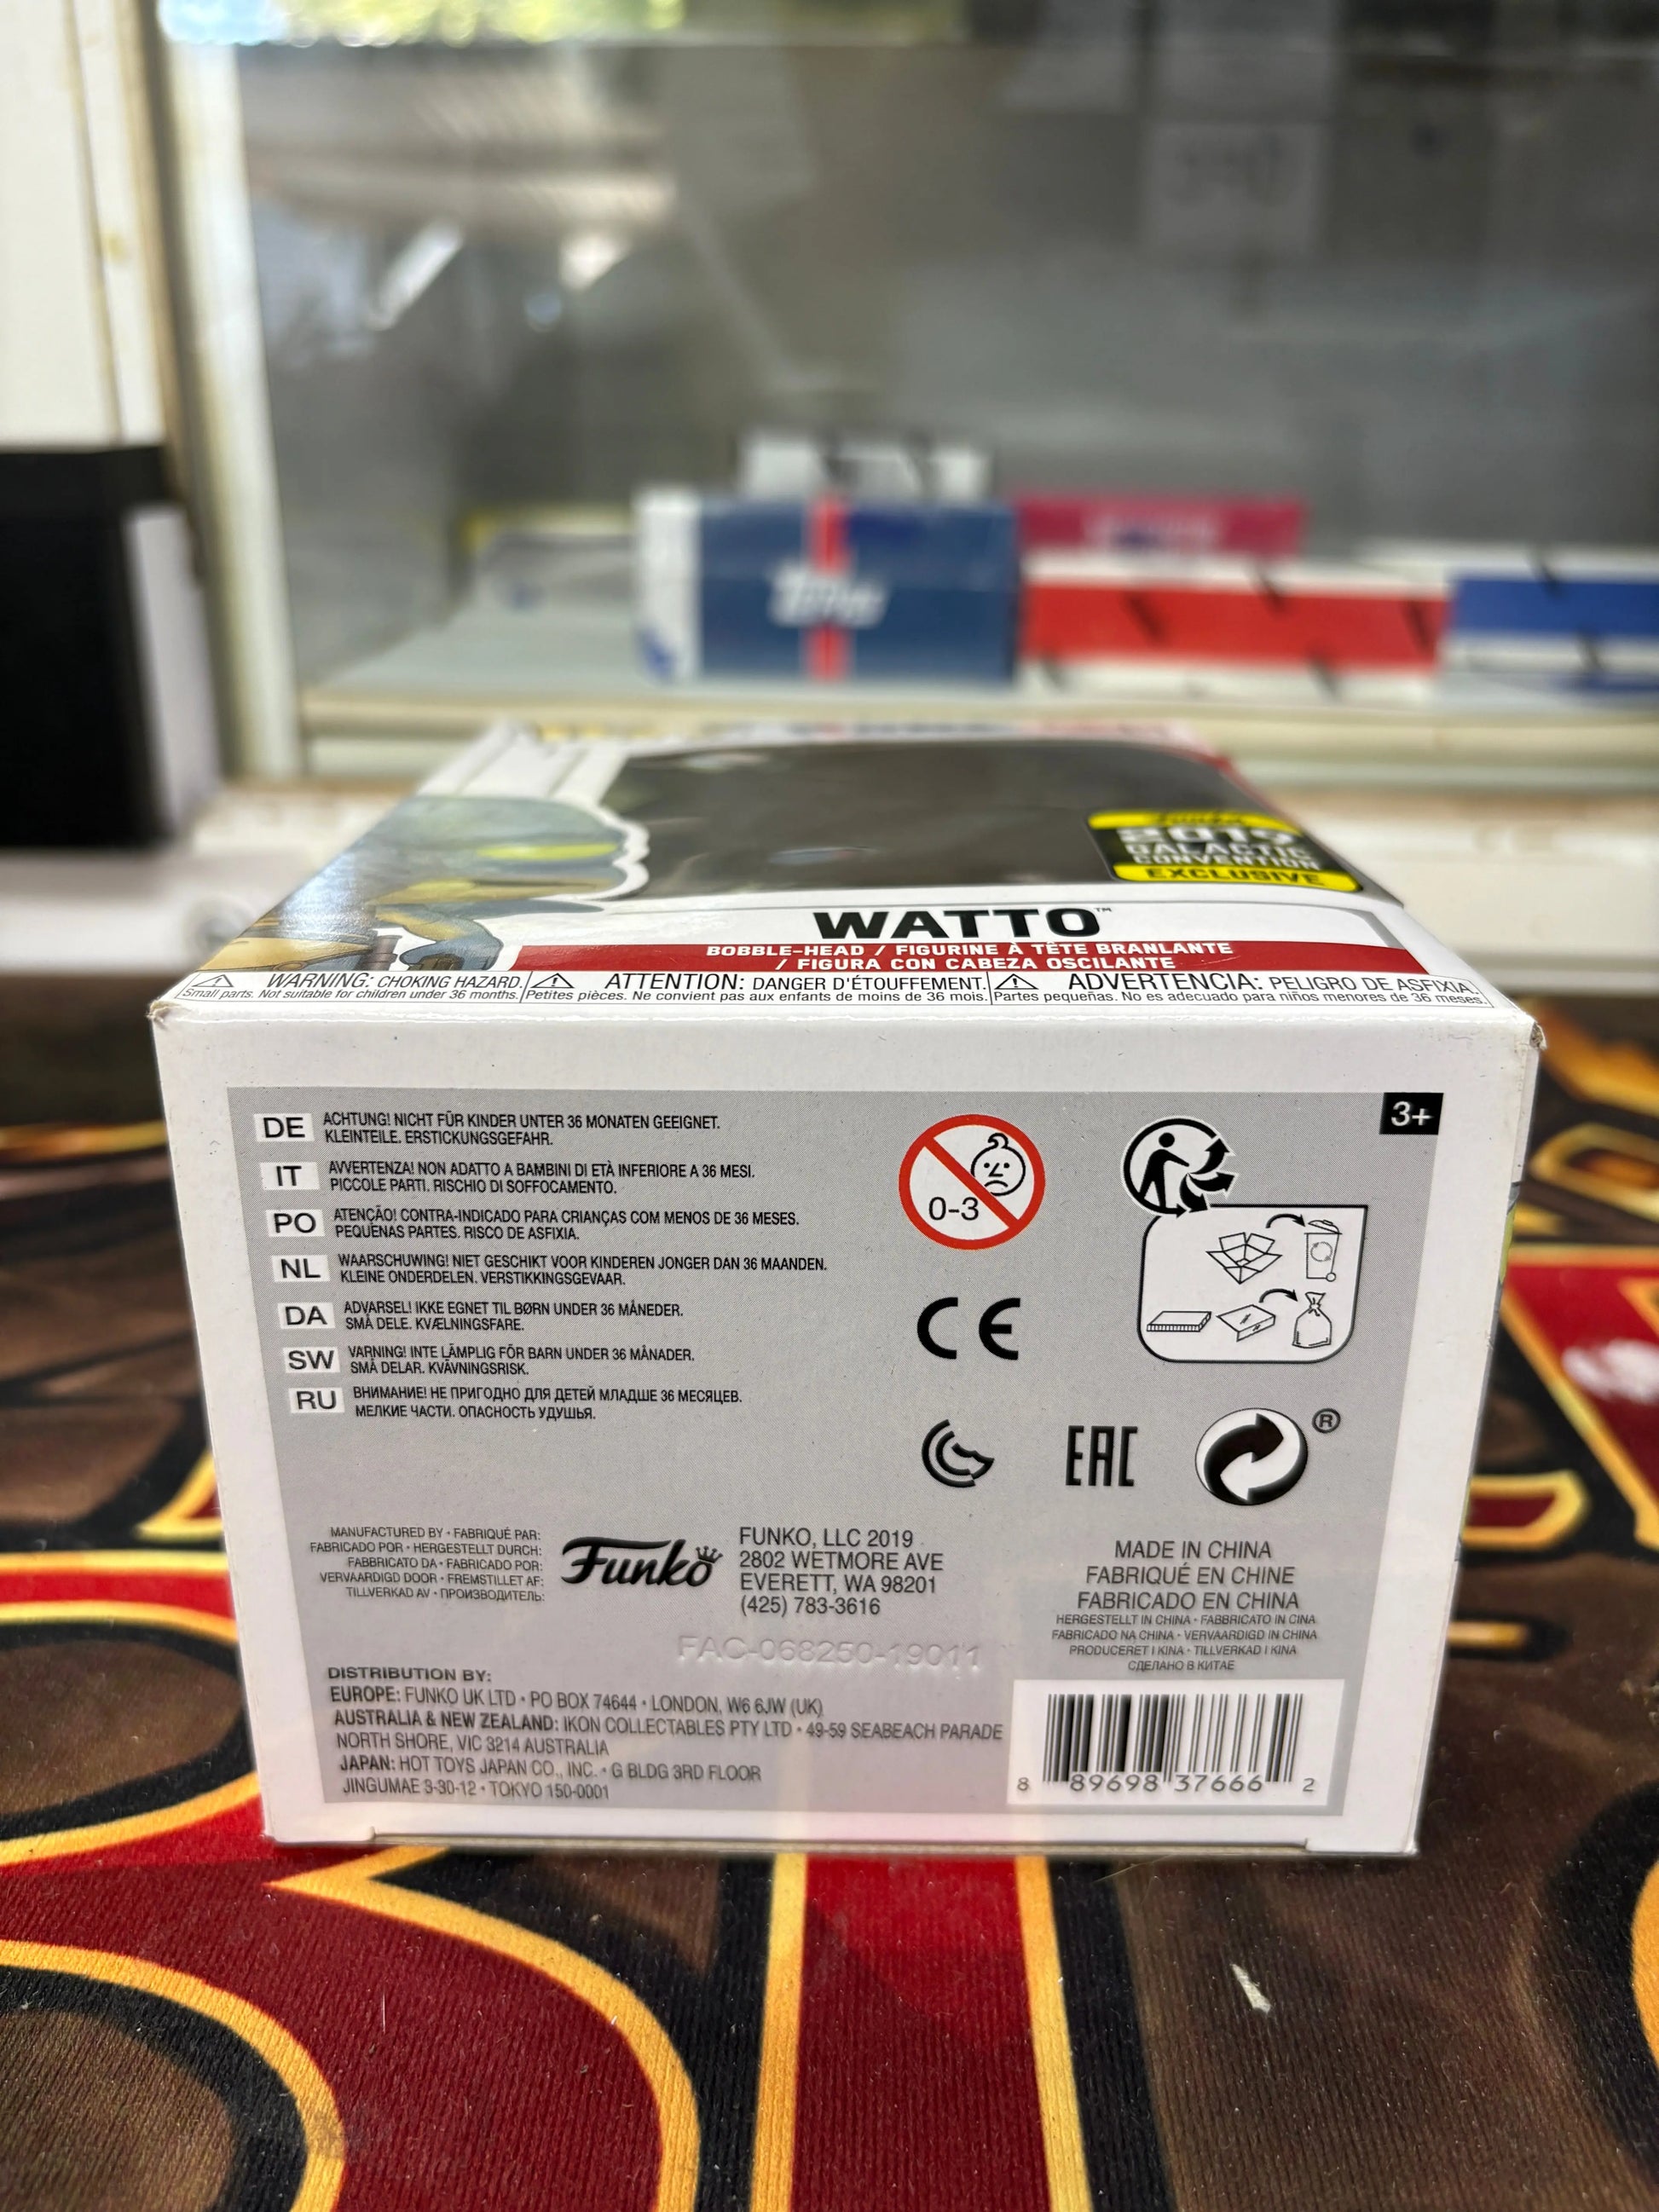 Topps
Funko
2019
GALACTIC
CONVENTION
EXCLUSIVE
WATTO™
BOBBLE-HEAD / FIGURINE À TÊTE BRANLANTE
/ FIGURA CON CABEZA OSCILANTE
WARNING: CHOKING HAZARD.
Small parts. Not suitable for children under 36 months.
ATTENTION: DANGER D'ÉTOUFFEMENT.
Petites pièces. Ne convient pas aux enfants de moins de 36 mois.
ADVERTENCIA: PELIGRO DE ASFIXIA.
Partes pequeñas. No es adecuado para niños menores de 36 meses.
3+
DE ACHTUNG! NICHT FÜR KINDER UNTER 36 MONATEN GEEIGNET.
KLEINTEILE. ERSTICKUNGSGEFAHR.
IT AVVERTENZA! NON ADATTO A BAMBINI DI ETÀ INFERIORE A 36 MESI.
PICCOLE PARTI. RISCHIO DI SOFFOCAMENTO.
PO ATENÇÃO! CONTRA-INDICADO PARA CRIANÇAS COM MENOS DE 36 MESES.
PEQUENAS PARTES. RISCO DE ASFIXIA.
NL WAARSCHUWING! NIET GESCHIKT VOOR KINDEREN JONGER DAN 36 MAANDEN.
KLEINE ONDERDELEN. VERSTIKKINGSGEVAAR.
DA ADVARSEL! IKKE EGNET TIL BØRN UNDER 36 MÅNEDER.
SMÅ DELE. KVÆLNINGSFARE.
SW VARNING! INTE LÄMPLIG FÖR BARN UNDER 36 MÅNADER.
SMÅ DELAR. KVÄVNINGSRISK.
RU ВНИМАНИЕ! НЕ ПРИГОДНО ДЛЯ ДЕТЕЙ МЛАДШЕ 36 МЕСЯЦЕВ.
МЕЛКИЕ ЧАСТИ. ОПАСНОСТЬ УДУШЬЯ.
0-3
CE
EAC
®
MANUFACTURED BY • FABRIQUÉ PAR:
FABRICADO POR • HERGESTELLT DURCH:
FABBRICATO DA • FABRICADO POR:
VERVAARDIGD DOOR • FREMSTILLET AF:
TILLVERKAD AV • ПРОИЗВОДИТЕЛЬ:
Funko
FUNKO, LLC 2019
2802 WETMORE AVE
EVERETT, WA 98201
(425) 783-3616
MADE IN CHINA
FABRIQUÉ EN CHINE
FABRICADO EN CHINA
HERGESTELLT IN CHINA • FABBRICATO IN CINA
FABRICADO NA CHINA • VERVAARDIGD IN CHINA
PRODUCERET I KINA • TILLVERKAD I KINA
СДЕЛАНО В КИТАЕ
FAC-068250-19011
DISTRIBUTION BY:
EUROPE: FUNKO UK LTD • PO BOX 74644 • LONDON, W6 6JW (UK)
AUSTRALIA & NEW ZEALAND: IKON COLLECTABLES PTY LTD • 49-59 SEABEACH PARADE
NORTH SHORE, VIC 3214 AUSTRALIA
JAPAN: HOT TOYS JAPAN CO., INC. • G BLDG 3RD FLOOR
JINGUMAE 3-30-12 • TOKYO 150-0001
8 89698 37666 2